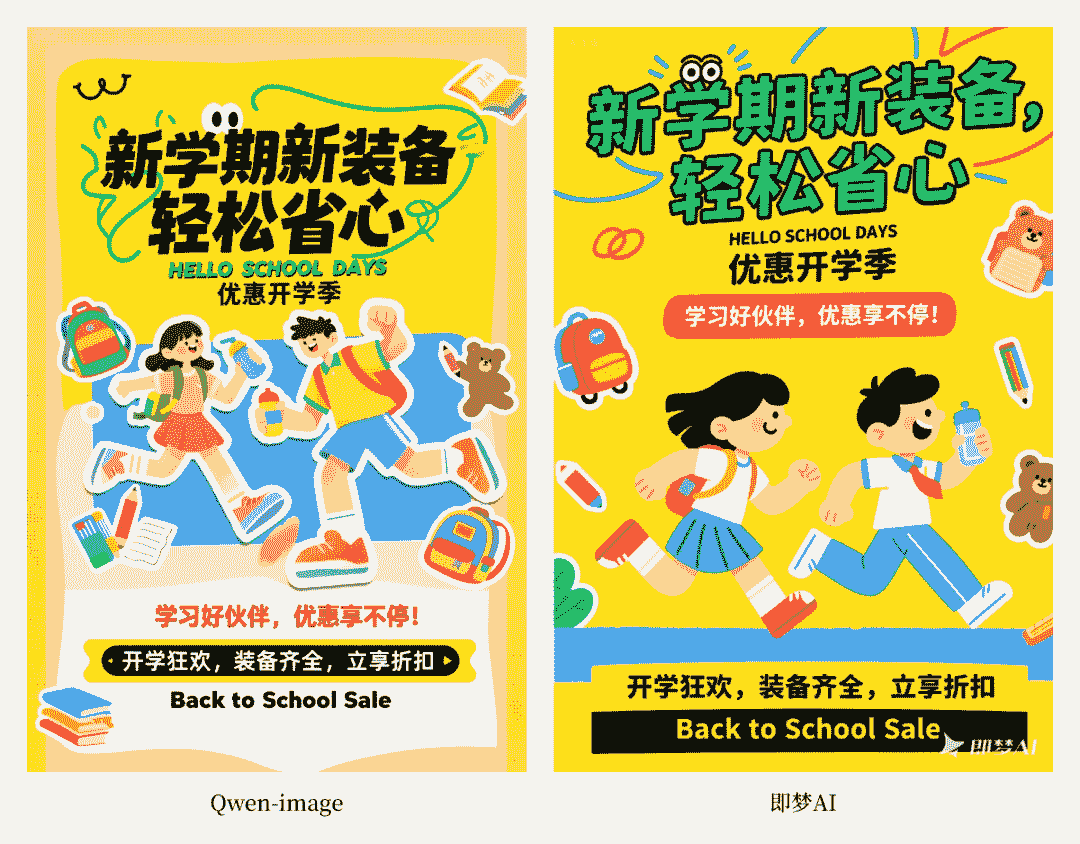 新学期新装备
轻松省心
HELLO SCHOOL DAYS
优惠开学季
学习好伙伴，优惠享不停！
开学狂欢，装备齐全，立享折扣
Back to School Sale
Qwen-image
新学期新装备，
轻松省心
HELLO SCHOOL DAYS
优惠开学季
学习好伙伴，优惠享不停！
开学狂欢，装备齐全，立享折扣
Back to School Sale
即梦AI
即梦AI